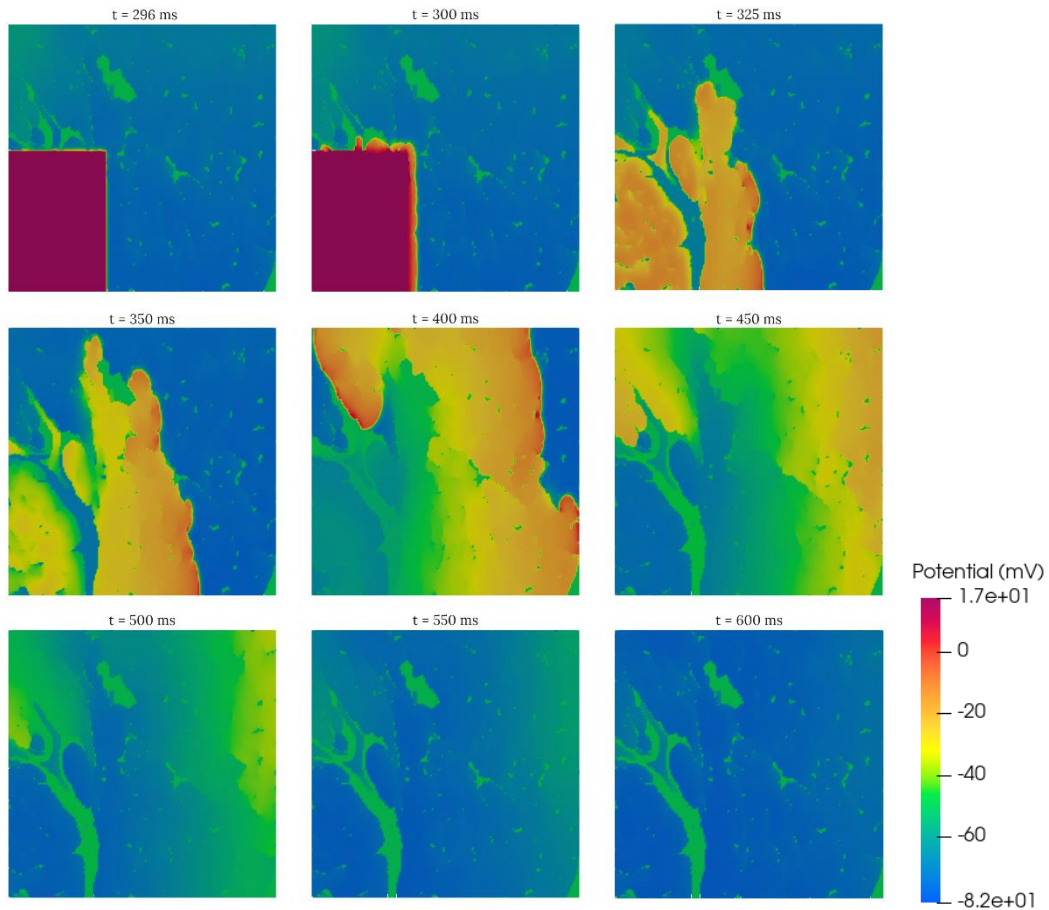 t = 296 ms
t = 300 ms
t = 325 ms
t = 350 ms
t = 400 ms
t = 450 ms
t = 500 ms
t = 550 ms
t = 600 ms
Potential (mV)
1.7e+01
0
-20
-40
-60
-8.2e+01